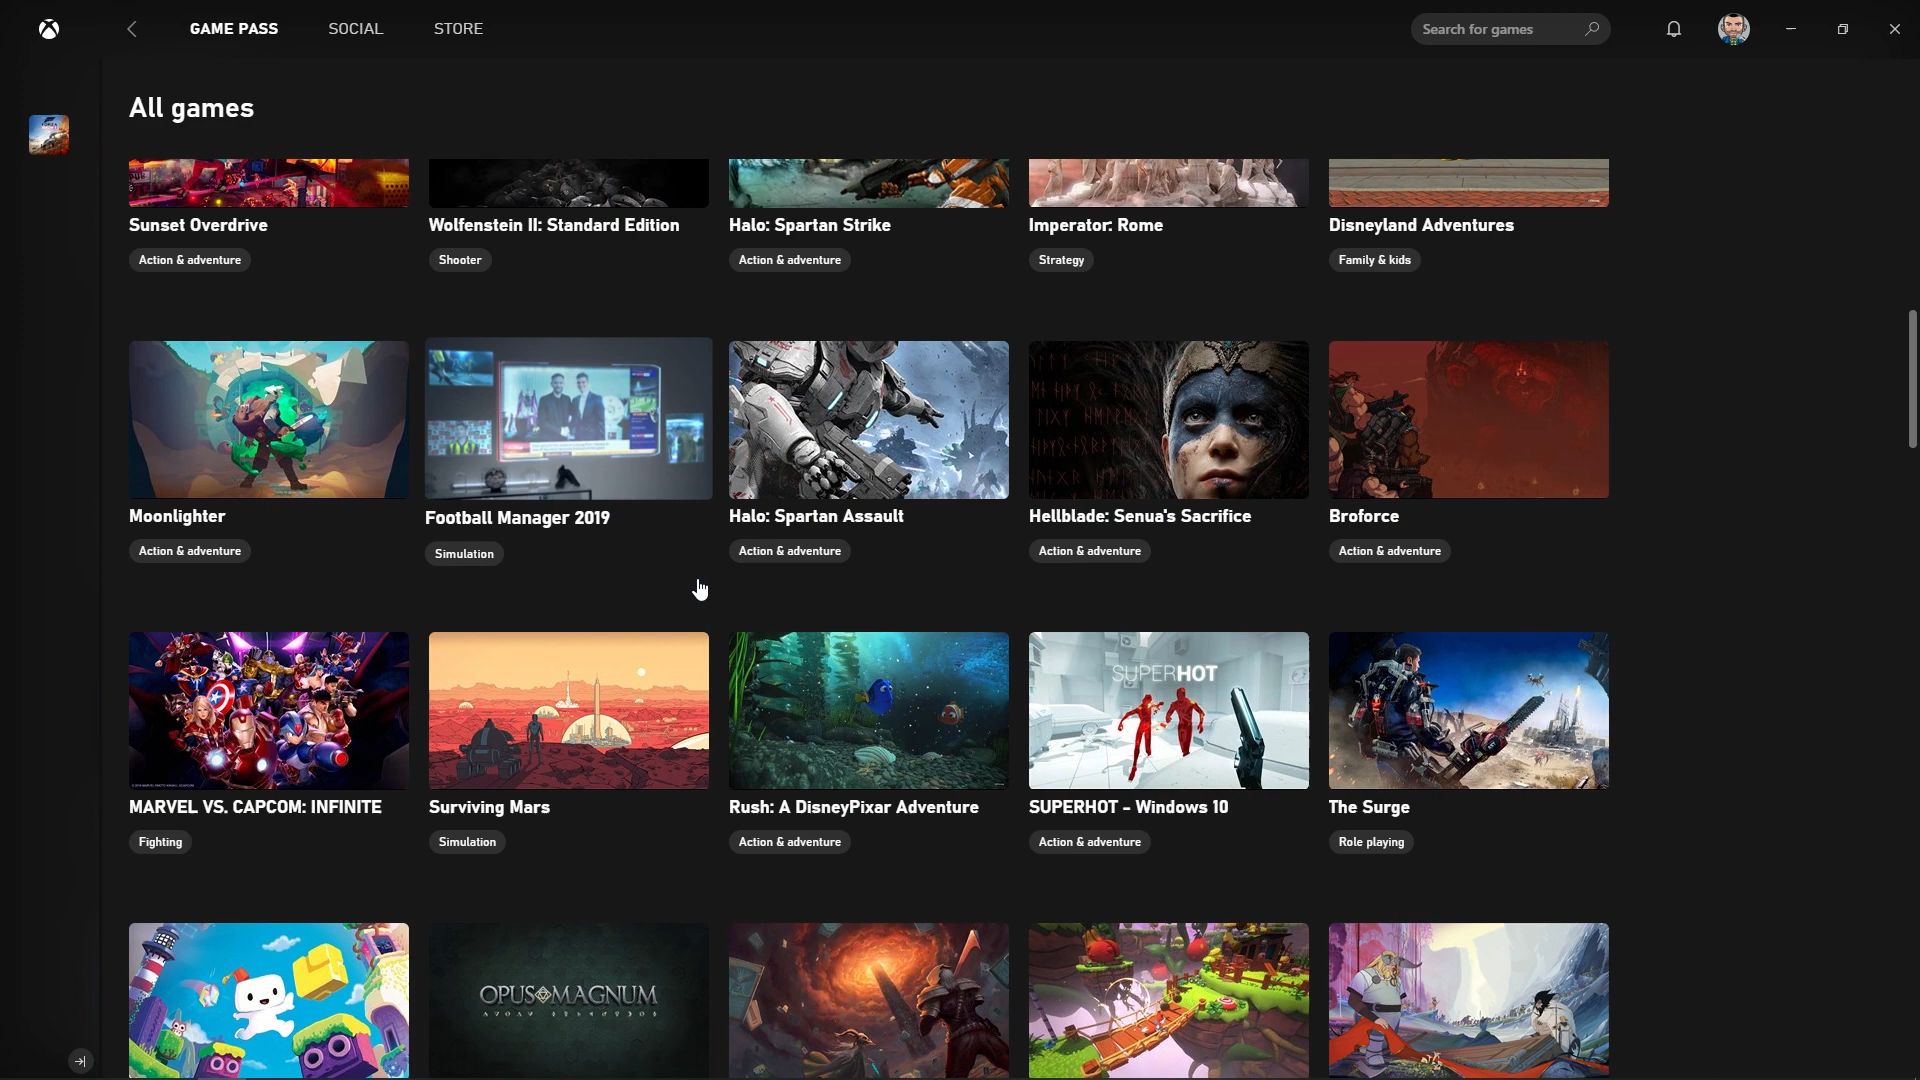 GAME PASS SOCIAL STORE Search for games
All games
Sunset Overdrive Wolfenstein II: Standard Edition Halo: Spartan Strike Imperator: Rome Disneyland Adventures
Action & adventure Shooter Action & adventure Strategy Family & kids
Moonlighter Football Manager 2019 Halo: Spartan Assault Hellblade: Senua's Sacrifice Broforce
Action & adventure Simulation Action & adventure Action & adventure Action & adventure
SUPERHOT
MARVEL VS. CAPCOM: INFINITE Surviving Mars Rush: A DisneyPixar Adventure SUPERHOT - Windows 10 The Surge
Fighting Simulation Action & adventure Action & adventure Role playing
OPUS MAGNUM